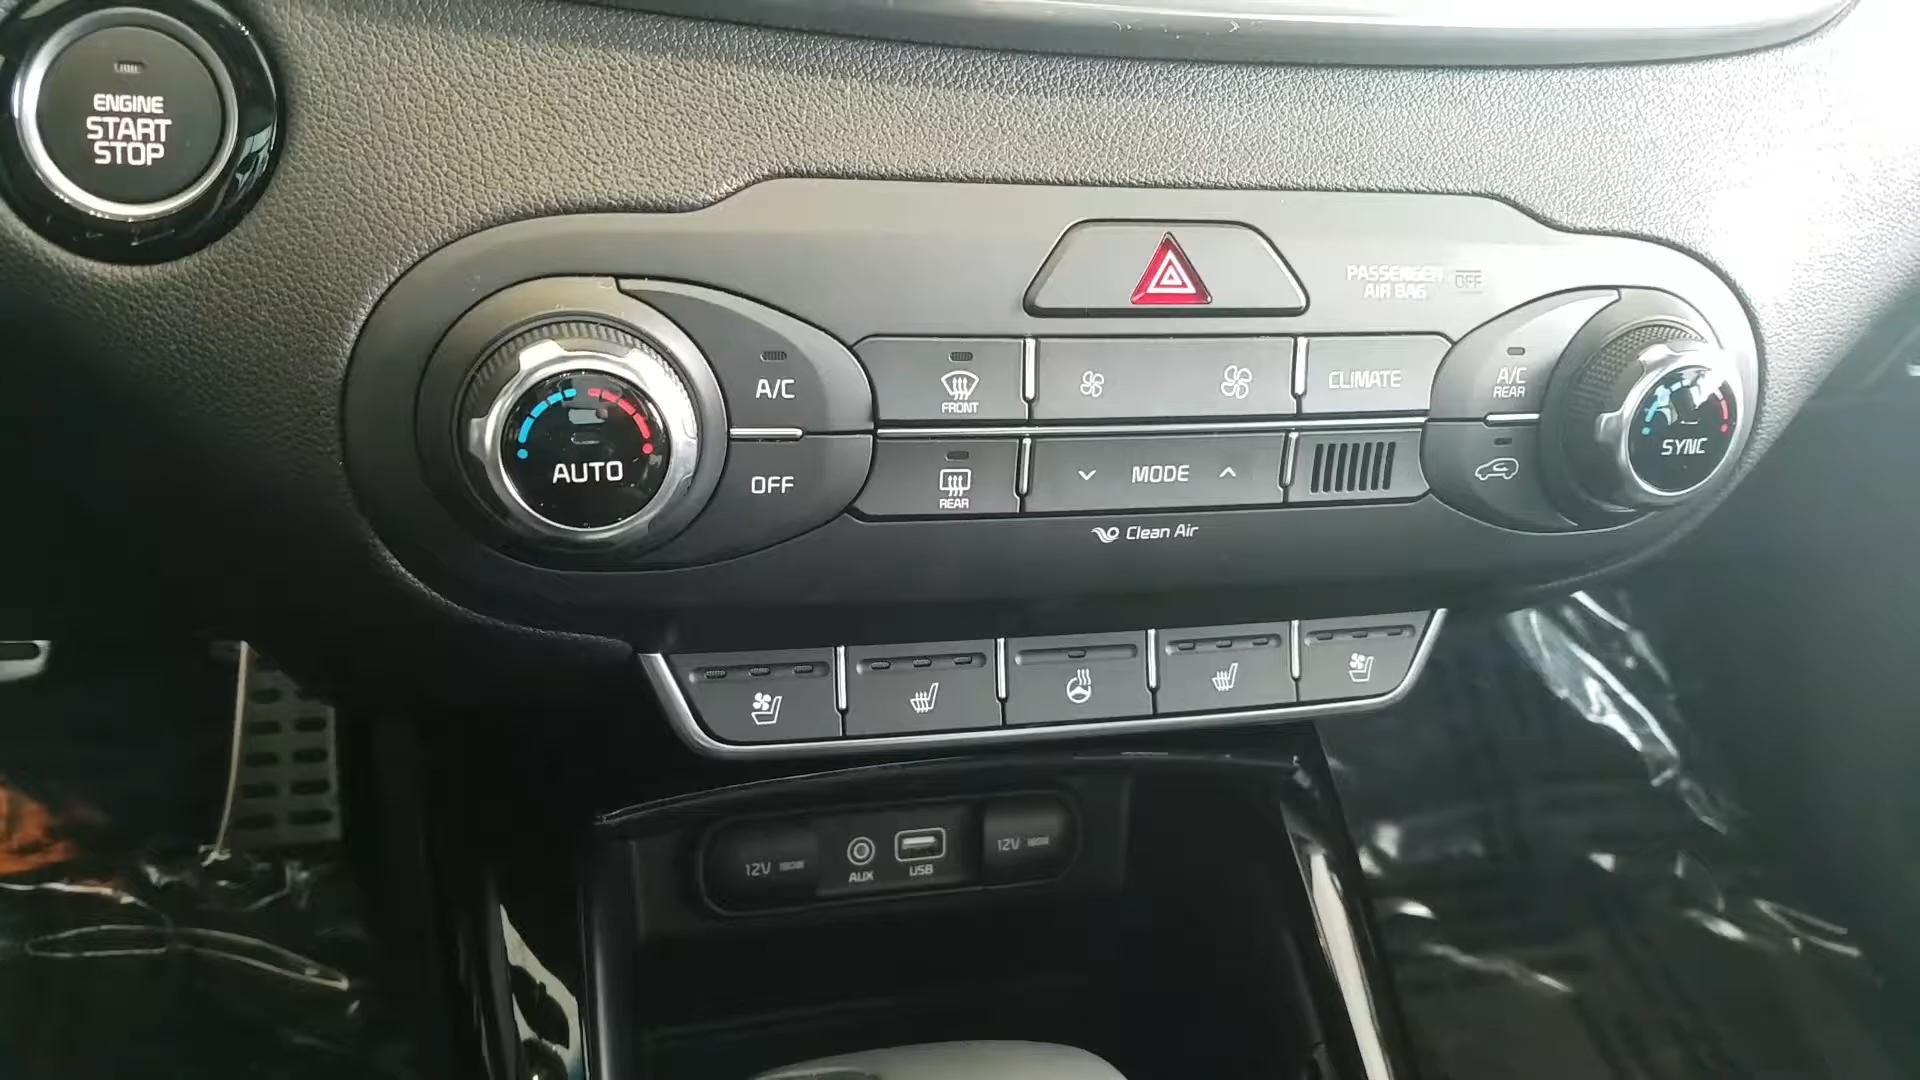 ENGINE
START
STOP
PASSENGER
AIR BAG
OFF
A/C
FRONT
CLIMATE
A/C
REAR
AUTO
OFF
REAR
MODE
SYNC
Clean Air
12V
AUX
USB
12V